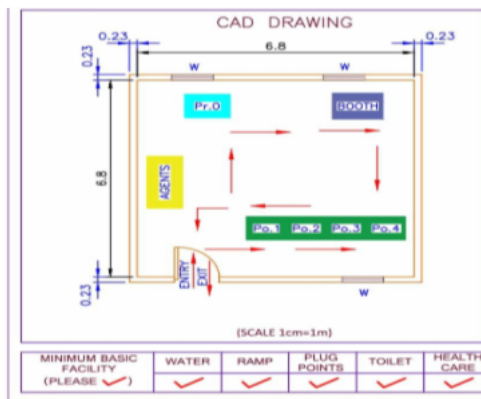 CAD DRAWING
0.23
6.8
0.23
0.23
W
W
Pr.O
BOOTH
6.8
AGENTS
Po.1 Po.2 Po.3 Po.4
ENTRY
EXIT
0.23
W
(SCALE 1cm=1m)
MINIMUM BASIC FACILITY (PLEASE ✓)
WATER
RAMP
PLUG POINTS
TOILET
HEALTH CARE
✓ ✓ ✓ ✓ ✓